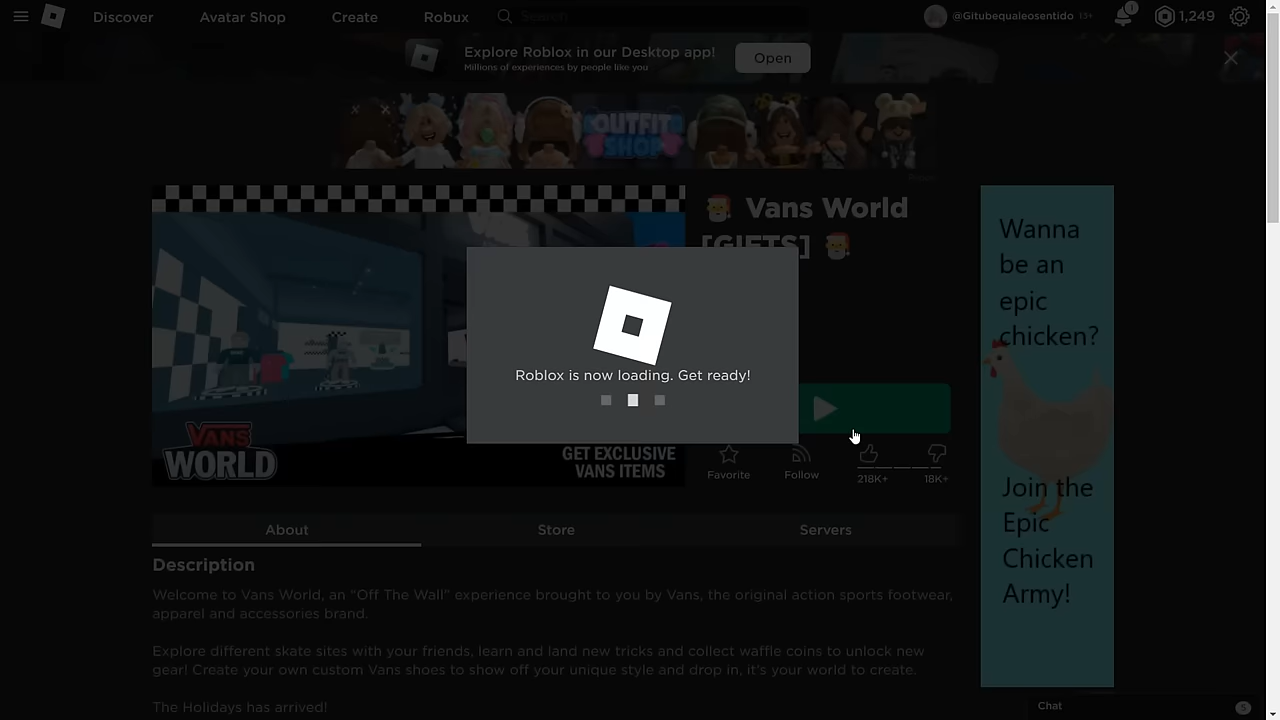 Discover
Avatar Shop
Create
Robux
Search
@Gitubequaleosentido 13+
1
1,249
Explore Roblox in our Desktop app!
Millions of experiences by people like you
Open
OUTFIT
SHOP
🎅 Vans World
[GIFTS] 🎅
VANS
WORLD
GET EXCLUSIVE
VANS ITEMS
Roblox is now loading. Get ready!
Favorite
Follow
218K+
18K+
Wanna
be an
epic
chicken?
Join the
Epic
Chicken
Army!
About
Store
Servers
Description
Welcome to Vans World, an “Off The Wall” experience brought to you by Vans, the original action sports footwear,
apparel and accessories brand.
Explore different skate sites with your friends, learn and land new tricks and collect waffle coins to unlock new
gear! Create your own custom Vans shoes to show off your unique style and drop in, it’s your world to create.
The Holidays has arrived!
Chat
5